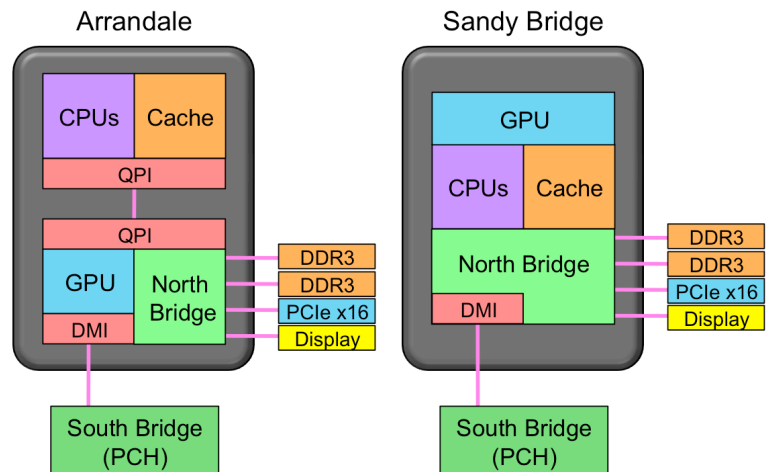 Arrandale
CPUs
Cache
QPI
QPI
GPU
North
Bridge
DMI
DDR3
DDR3
PCIe x16
Display
South Bridge
(PCH)
Sandy Bridge
GPU
CPUs
Cache
North Bridge
DMI
DDR3
DDR3
PCIe x16
Display
South Bridge
(PCH)